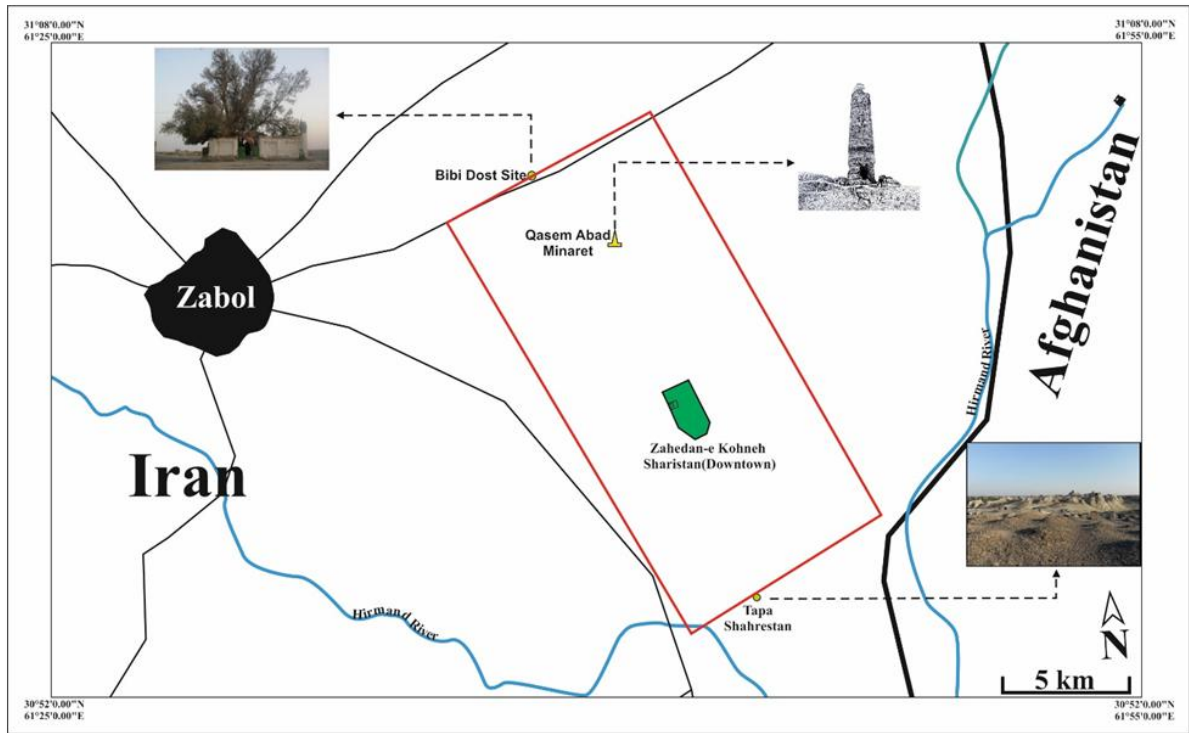 31°08'0.00"N
61°25'0.00"E
31°08'0.00"N
61°55'0.00"E
Bibi Dost Site
Qasem Abad
Minaret
Afghanistan
Zabol
Hirmand River
Zahedan-e Kohneh
Sharistan(Downtown)
Iran
Hirmand River
Tapa
Shahrestan
N
5 km
30°52'0.00"N
61°25'0.00"E
30°52'0.00"N
61°55'0.00"E